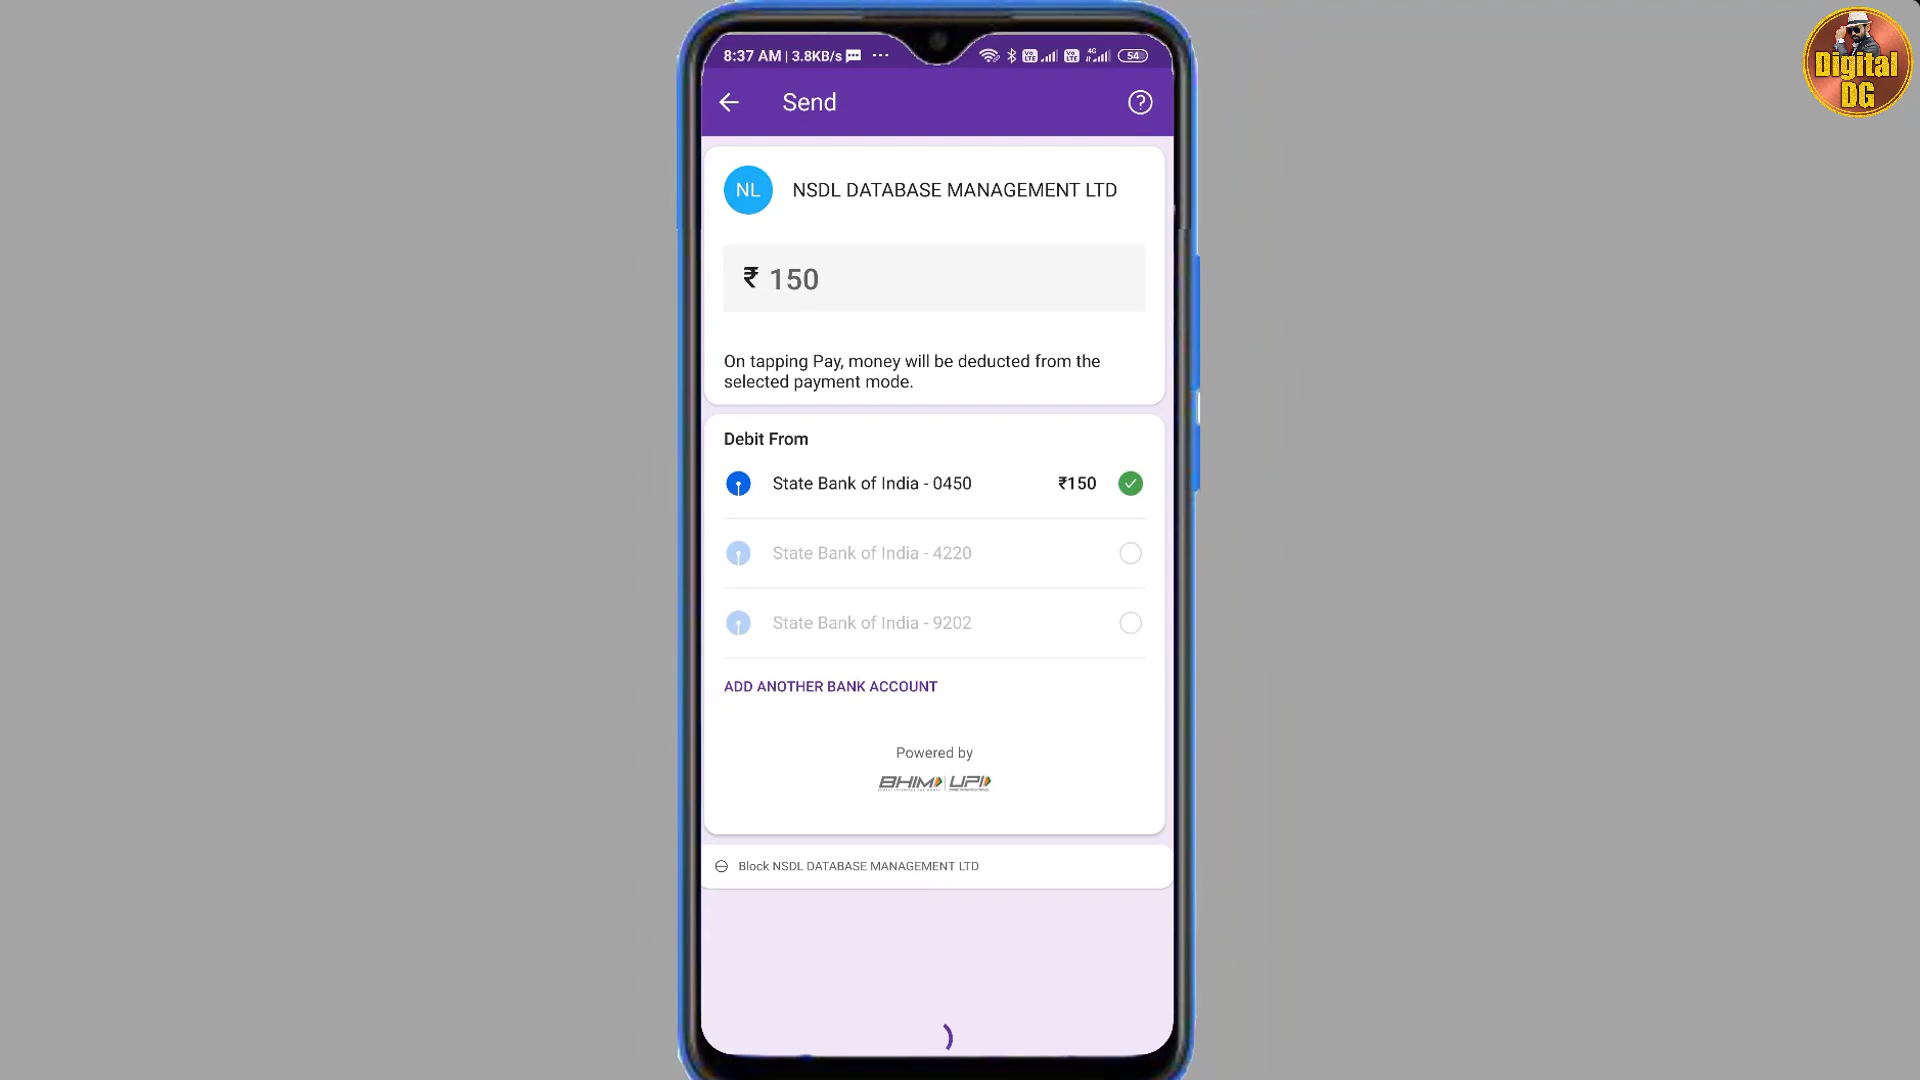 8:37 AM | 3.8KB/s
4G
54
Digital
DG
Send
NL
NSDL DATABASE MANAGEMENT LTD
₹ 150
On tapping Pay, money will be deducted from the
selected payment mode.
Debit From
State Bank of India - 0450 ₹150
State Bank of India - 4220
State Bank of India - 9202
ADD ANOTHER BANK ACCOUNT
Powered by
BHIM UPI
Block NSDL DATABASE MANAGEMENT LTD